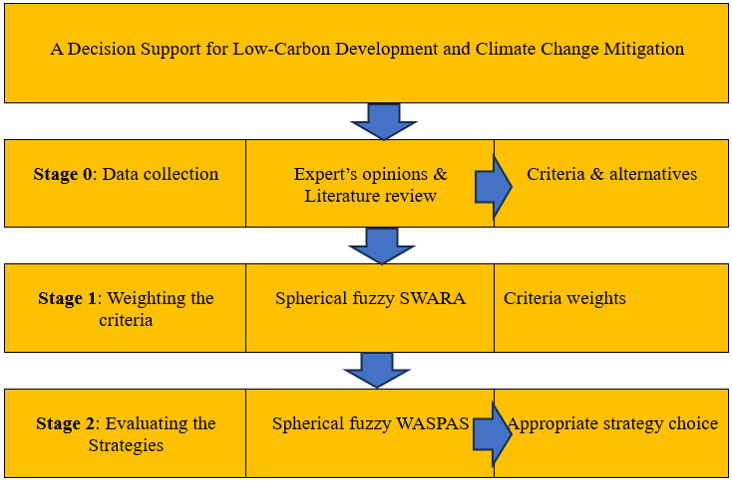 A Decision Support for Low-Carbon Development and Climate Change Mitigation
Stage 0: Data collection
Expert’s opinions &
Literature review
Criteria & alternatives
Stage 1: Weighting the
criteria
Spherical fuzzy SWARA
Criteria weights
Stage 2: Evaluating the
Strategies
Spherical fuzzy WASPAS
Appropriate strategy choice